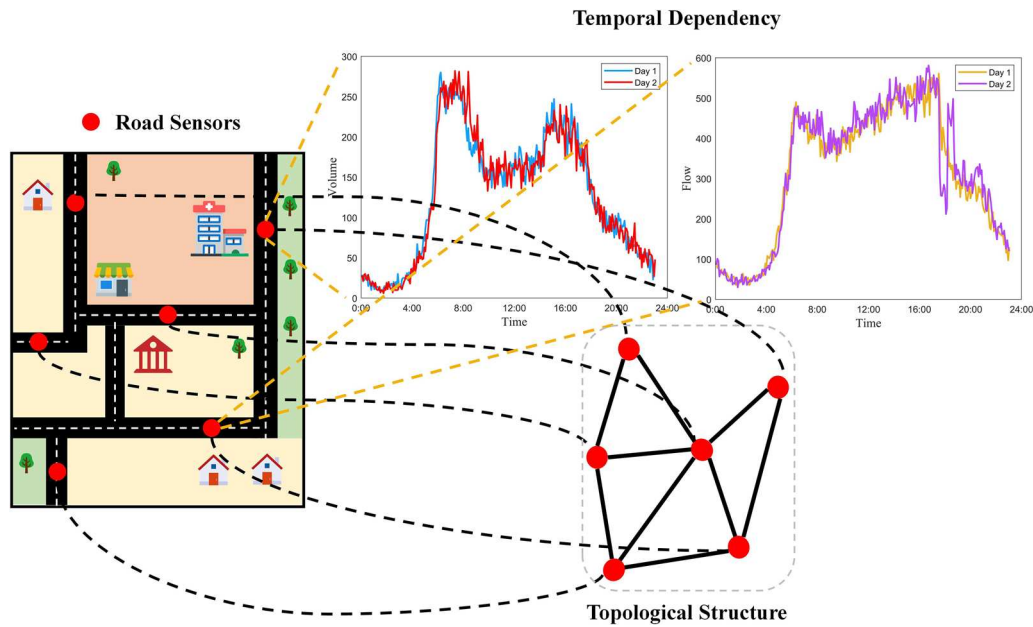 Temporal Dependency
Road Sensors
300
250
200
150
100
50
0
Volume
0:00 4:00 8:00 12:00 16:00 20:00 24:00
Time
Day 1
Day 2
600
500
400
300
200
100
0
Flow
0:00 4:00 8:00 12:00 16:00 20:00 24:00
Time
Day 1
Day 2
Topological Structure